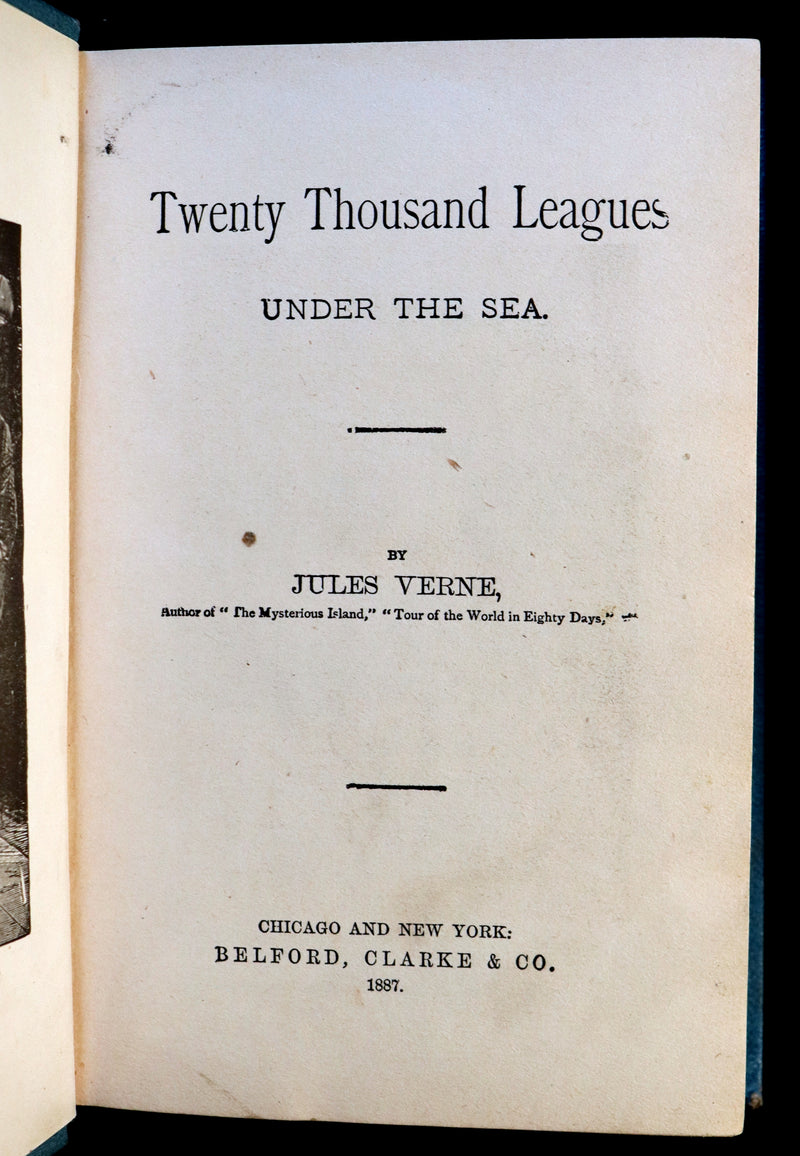 Twenty Thousand Leagues
UNDER THE SEA.
BY
JULES VERNE,
Author of "The Mysterious Island," "Tour of the World in Eighty Days,"
CHICAGO AND NEW YORK:
BELFORD, CLARKE & CO.
1887.